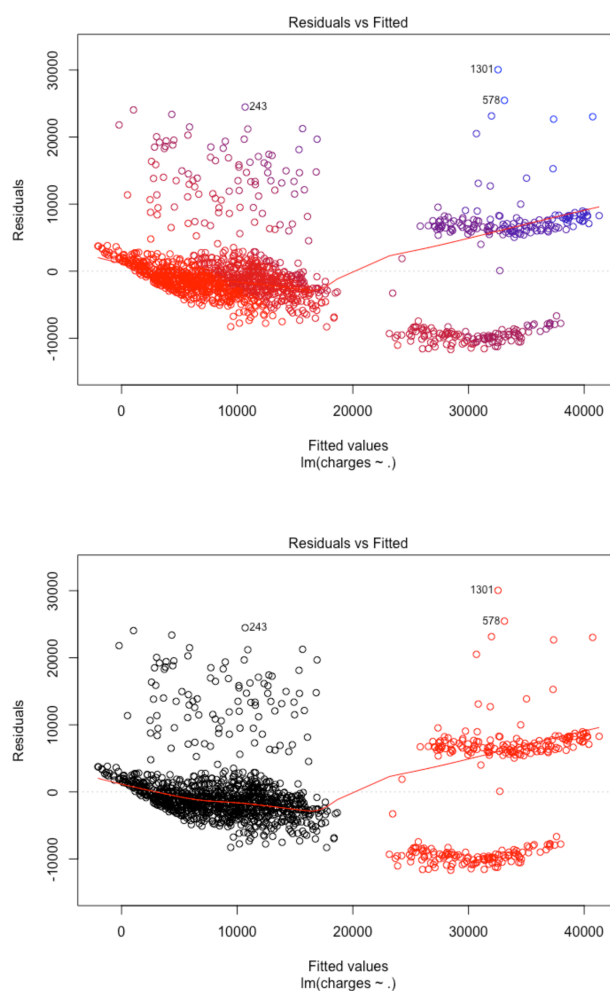 Residuals vs Fitted
30000
20000
10000
0
-10000
Residuals
1301
578
243
0 10000 20000 30000 40000
Fitted values
lm(charges ~ .)
Residuals vs Fitted
30000
20000
10000
0
-10000
Residuals
1301
578
243
0 10000 20000 30000 40000
Fitted values
lm(charges ~ .)